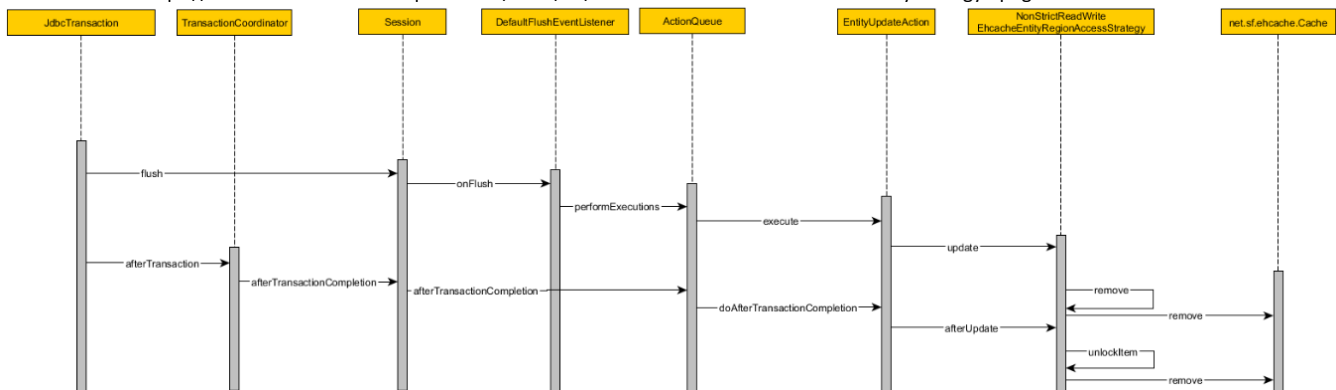 JdbcTransaction
TransactionCoordinator
Session
DefaultFlushEventListener
ActionQueue
EntityUpdateAction
NonStrictReadWrite
EhcacheEntityRegionAccessStrategy
net.sf.ehcache.Cache
flush
onFlush
performExecutions
execute
update
afterTransaction
afterTransactionCompletion
afterTransactionCompletion
remove
doAfterTransactionCompletion
remove
afterUpdate
unlockItem
remove